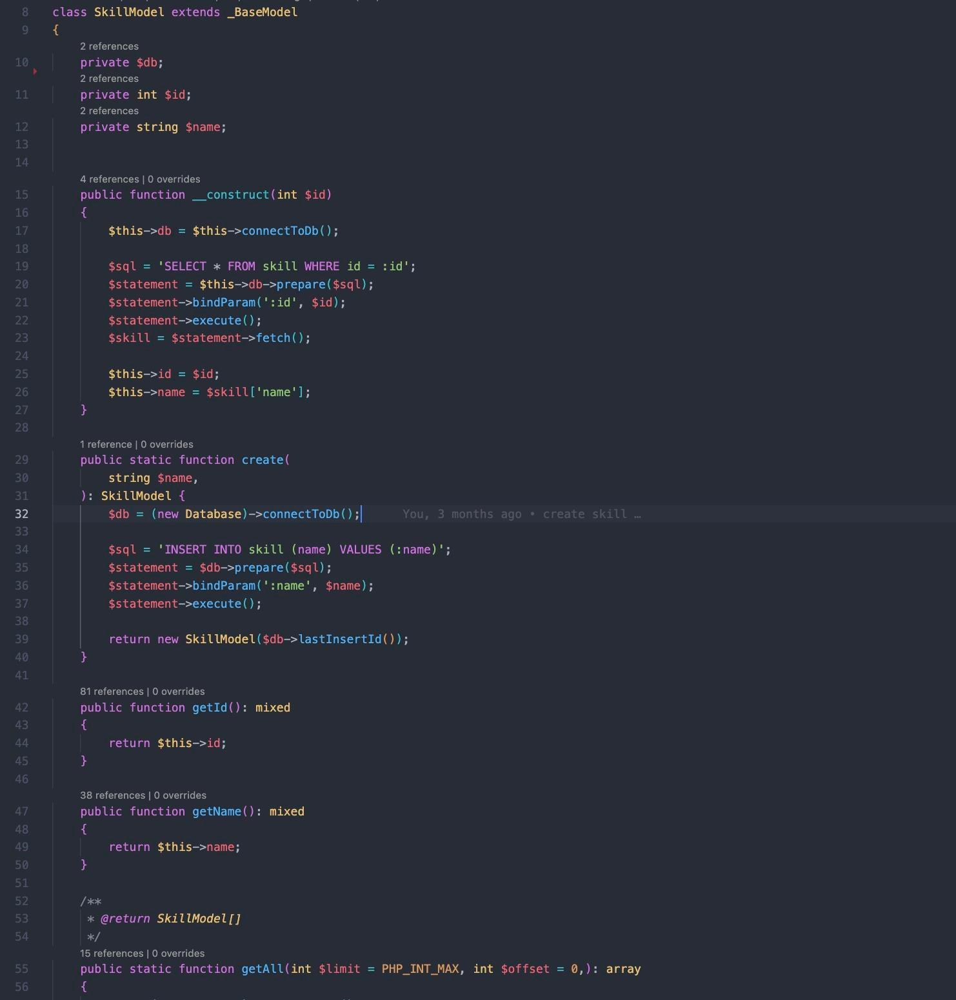 8 class SkillModel extends _BaseModel
9 {
2 references
10 private $db;
2 references
11 private int $id;
2 references
12 private string $name;
13
14
4 references | 0 overrides
15 public function __construct(int $id)
16 {
17 $this->db = $this->connectToDb();
18
19 $sql = 'SELECT * FROM skill WHERE id = :id';
20 $statement = $this->db->prepare($sql);
21 $statement->bindParam(':id', $id);
22 $statement->execute();
23 $skill = $statement->fetch();
24
25 $this->id = $id;
26 $this->name = $skill['name'];
27 }
28
1 reference | 0 overrides
29 public static function create(
30 string $name,
31 ): SkillModel {
32 $db = (new Database)->connectToDb(); You, 3 months ago • create skill …
33
34 $sql = 'INSERT INTO skill (name) VALUES (:name)';
35 $statement = $db->prepare($sql);
36 $statement->bindParam(':name', $name);
37 $statement->execute();
38
39 return new SkillModel($db->lastInsertId());
40 }
41
81 references | 0 overrides
42 public function getId(): mixed
43 {
44 return $this->id;
45 }
46
38 references | 0 overrides
47 public function getName(): mixed
48 {
49 return $this->name;
50 }
51
52 /**
53 * @return SkillModel[]
54 */
15 references | 0 overrides
55 public static function getAll(int $limit = PHP_INT_MAX, int $offset = 0,): array
56 {